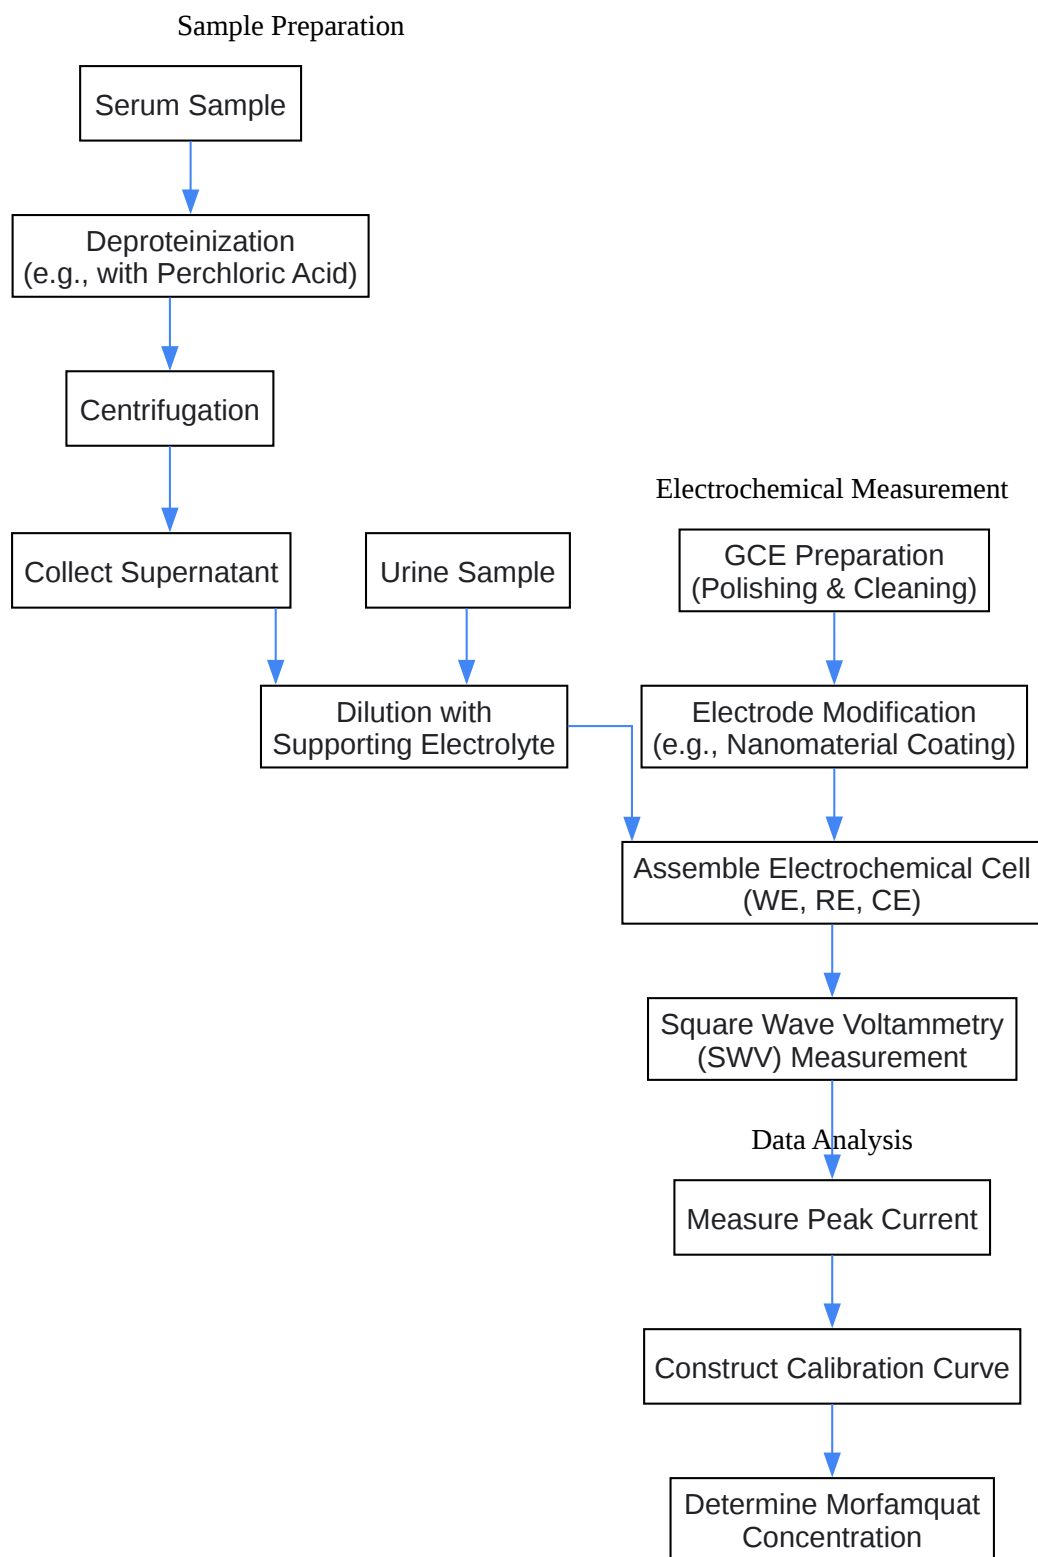 Sample Preparation
Serum Sample
Deproteinization
(e.g., with Perchloric Acid)
Centrifugation
Collect Supernatant
Urine Sample
Dilution with
Supporting Electrolyte
Electrochemical Measurement
GCE Preparation
(Polishing & Cleaning)
Electrode Modification
(e.g., Nanomaterial Coating)
Assemble Electrochemical Cell
(WE, RE, CE)
Square Wave Voltammetry
(SWV) Measurement
Data Analysis
Measure Peak Current
Construct Calibration Curve
Determine Morfamquat
Concentration